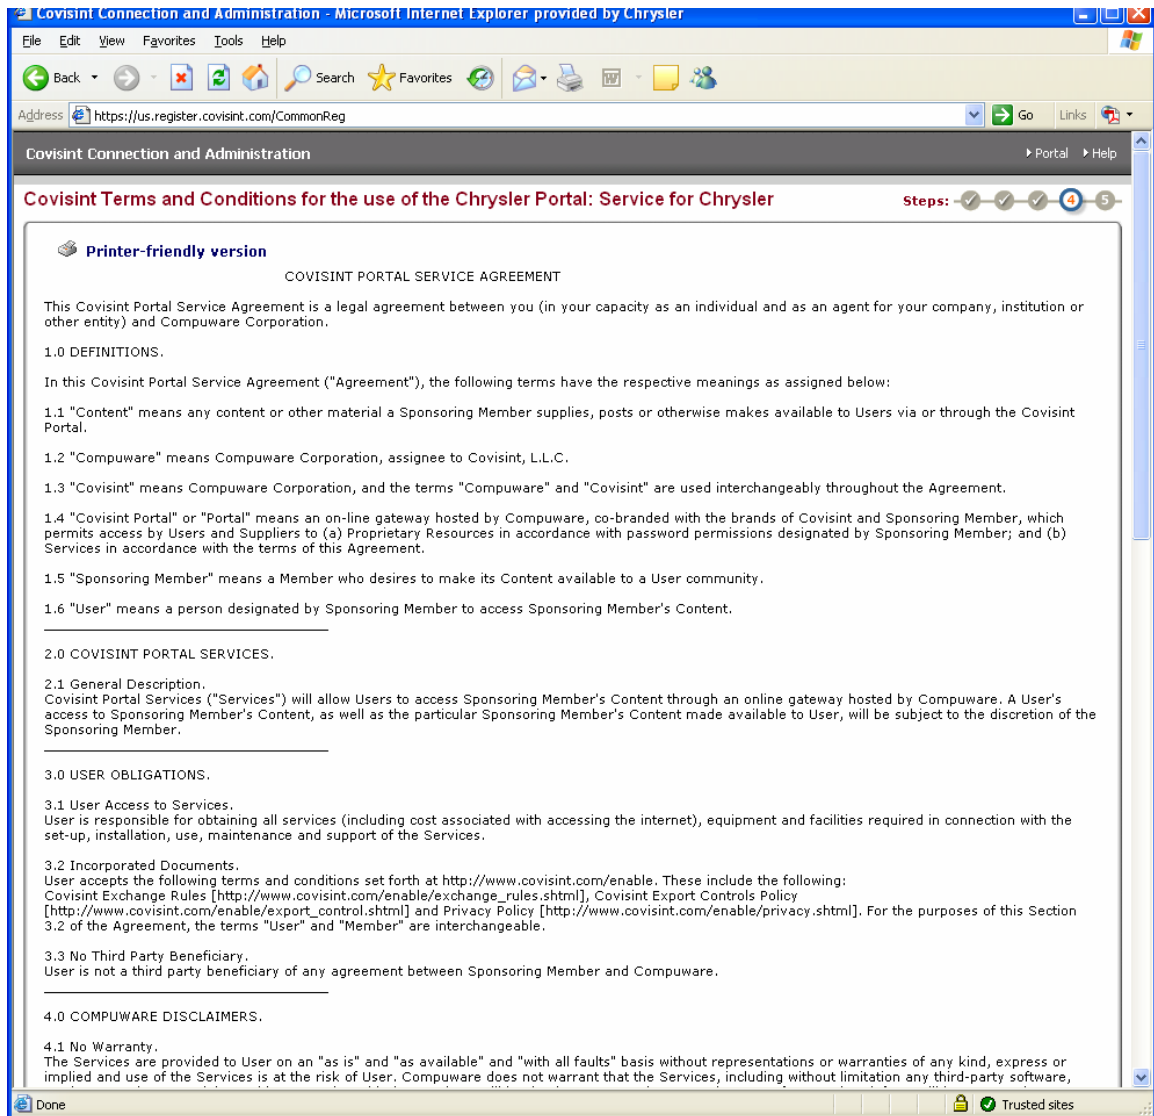 Covisint Connection and Administration - Microsoft Internet Explorer provided by Chrysler
File Edit View Favorites Tools Help
Back Search Favorites
Address https://us.register.covisint.com/CommonReg Go Links
Covisint Connection and Administration Portal Help
Covisint Terms and Conditions for the use of the Chrysler Portal: Service for Chrysler Steps: 4 5
Printer-friendly version
COVISINT PORTAL SERVICE AGREEMENT
This Covisint Portal Service Agreement is a legal agreement between you (in your capacity as an individual and as an agent for your company, institution or
other entity) and Compuware Corporation.
1.0 DEFINITIONS.
In this Covisint Portal Service Agreement ("Agreement"), the following terms have the respective meanings as assigned below:
1.1 "Content" means any content or other material a Sponsoring Member supplies, posts or otherwise makes available to Users via or through the Covisint
Portal.
1.2 "Compuware" means Compuware Corporation, assignee to Covisint, L.L.C.
1.3 "Covisint" means Compuware Corporation, and the terms "Compuware" and "Covisint" are used interchangeably throughout the Agreement.
1.4 "Covisint Portal" or "Portal" means an on-line gateway hosted by Compuware, co-branded with the brands of Covisint and Sponsoring Member, which
permits access by Users and Suppliers to (a) Proprietary Resources in accordance with password permissions designated by Sponsoring Member; and (b)
Services in accordance with the terms of this Agreement.
1.5 "Sponsoring Member" means a Member who desires to make its Content available to a User community.
1.6 "User" means a person designated by Sponsoring Member to access Sponsoring Member's Content.
2.0 COVISINT PORTAL SERVICES.
2.1 General Description.
Covisint Portal Services ("Services") will allow Users to access Sponsoring Member's Content through an online gateway hosted by Compuware. A User's
access to Sponsoring Member's Content, as well as the particular Sponsoring Member's Content made available to User, will be subject to the discretion of the
Sponsoring Member.
3.0 USER OBLIGATIONS.
3.1 User Access to Services.
User is responsible for obtaining all services (including cost associated with accessing the internet), equipment and facilities required in connection with the
set-up, installation, use, maintenance and support of the Services.
3.2 Incorporated Documents.
User accepts the following terms and conditions set forth at http://www.covisint.com/enable. These include the following:
Covisint Exchange Rules [http://www.covisint.com/enable/exchange_rules.shtml], Covisint Export Controls Policy
[http://www.covisint.com/enable/export_control.shtml] and Privacy Policy [http://www.covisint.com/enable/privacy.shtml]. For the purposes of this Section
3.2 of the Agreement, the terms "User" and "Member" are interchangeable.
3.3 No Third Party Beneficiary.
User is not a third party beneficiary of any agreement between Sponsoring Member and Compuware.
4.0 COMPUWARE DISCLAIMERS.
4.1 No Warranty.
The Services are provided to User on an "as is" and "as available" and "with all faults" basis without representations or warranties of any kind, express or
implied and use of the Services is at the risk of User. Compuware does not warrant that the Services, including without limitation any third-party software,
Done Trusted sites